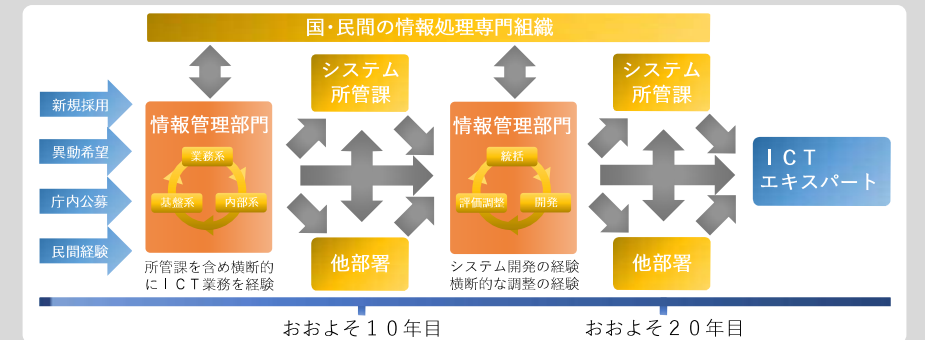 国・民間の情報処理専門組織
新規採用
異動希望
庁内公募
民間経験
情報管理部門
業務系
基盤系
内部系
所管課を含め横断的
にＩＣＴ業務を経験
システム
所管課
他部署
情報管理部門
統括
評価調整
開発
システム開発の経験
横断的な調整の経験
システム
所管課
他部署
ＩＣＴ
エキスパート
おおよそ１０年目
おおよそ２０年目